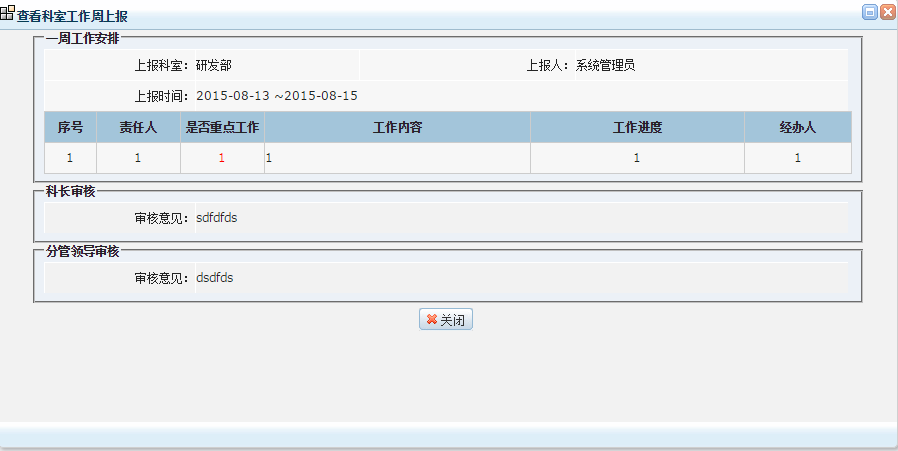 查看科室工作周上报
一周工作安排
上报科室： 研发部 上报人： 系统管理员
上报时间： 2015-08-13 ~2015-08-15
序号 责任人 是否重点工作 工作内容 工作进度 经办人
1 1 1 1 1 1
科长审核
审核意见： sdfdfds
分管领导审核
审核意见： dsdfds
关闭